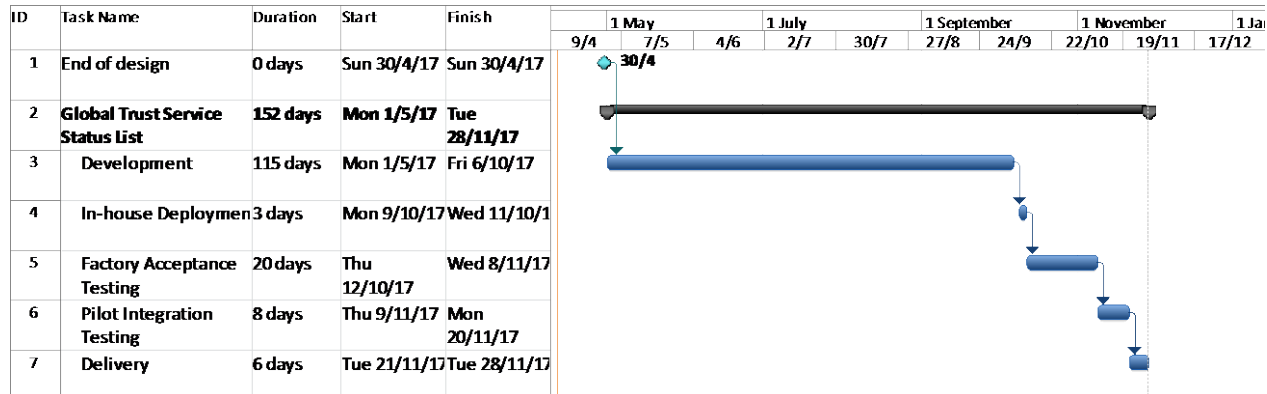 ID Task Name Duration Start Finish
1 May 1 July 1 September 1 November 1 Ja
9/4 7/5 4/6 2/7 30/7 27/8 24/9 22/10 19/11 17/12
1 End of design 0 days Sun 30/4/17 Sun 30/4/17 30/4
2 Global Trust Service 152 days Mon 1/5/17 Tue
Status List 28/11/17
3 Development 115 days Mon 1/5/17 Fri 6/10/17
4 In-house Deploymen 3 days Mon 9/10/17 Wed 11/10/1
5 Factory Acceptance 20 days Thu Wed 8/11/17
Testing 12/10/17
6 Pilot Integration 8 days Thu 9/11/17 Mon
Testing 20/11/17
7 Delivery 6 days Tue 21/11/17 Tue 28/11/17